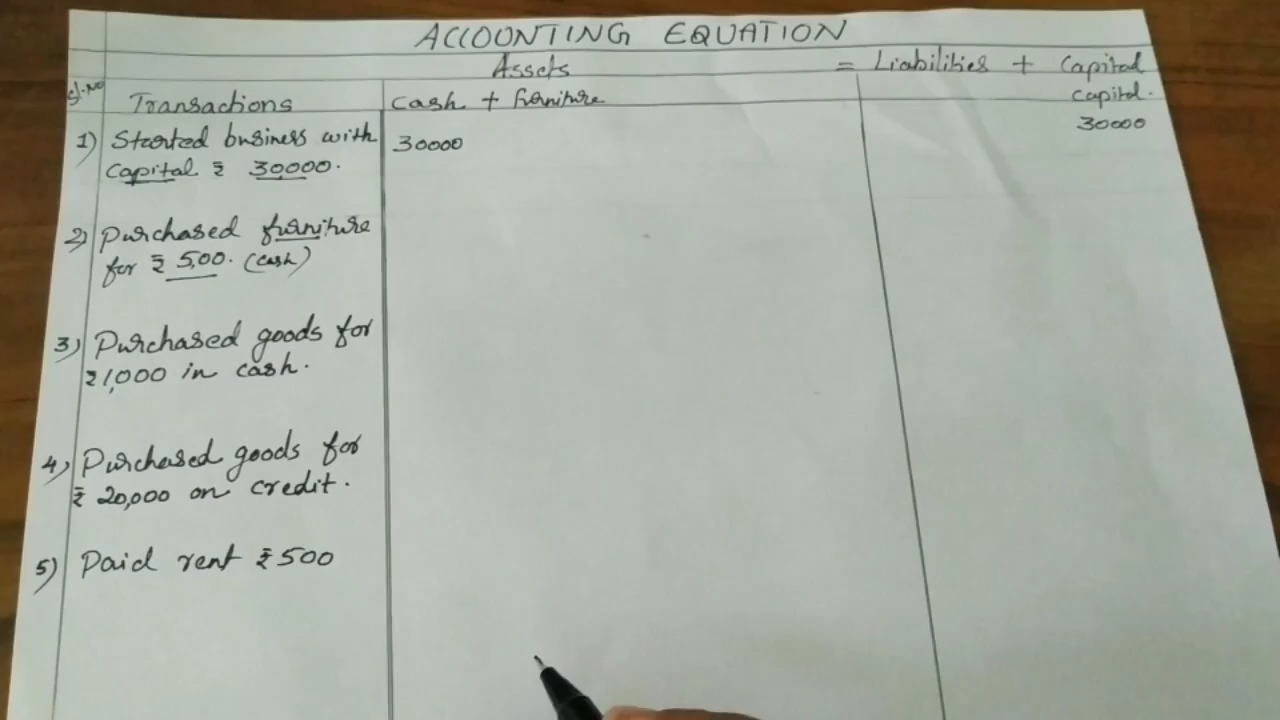 ACCOUNTING EQUATION
Assets = Liabilities + Capital
Sl.No Transactions Cash + Furniture Capital.
1) Started business with 30000 30000
Capital ₹ 30000.
2) Purchased furniture
for ₹ 5,00. (cash)
3) Purchased goods for
₹1,000 in cash.
4) Purchased goods for
₹ 20,000 on credit.
5) Paid rent ₹500